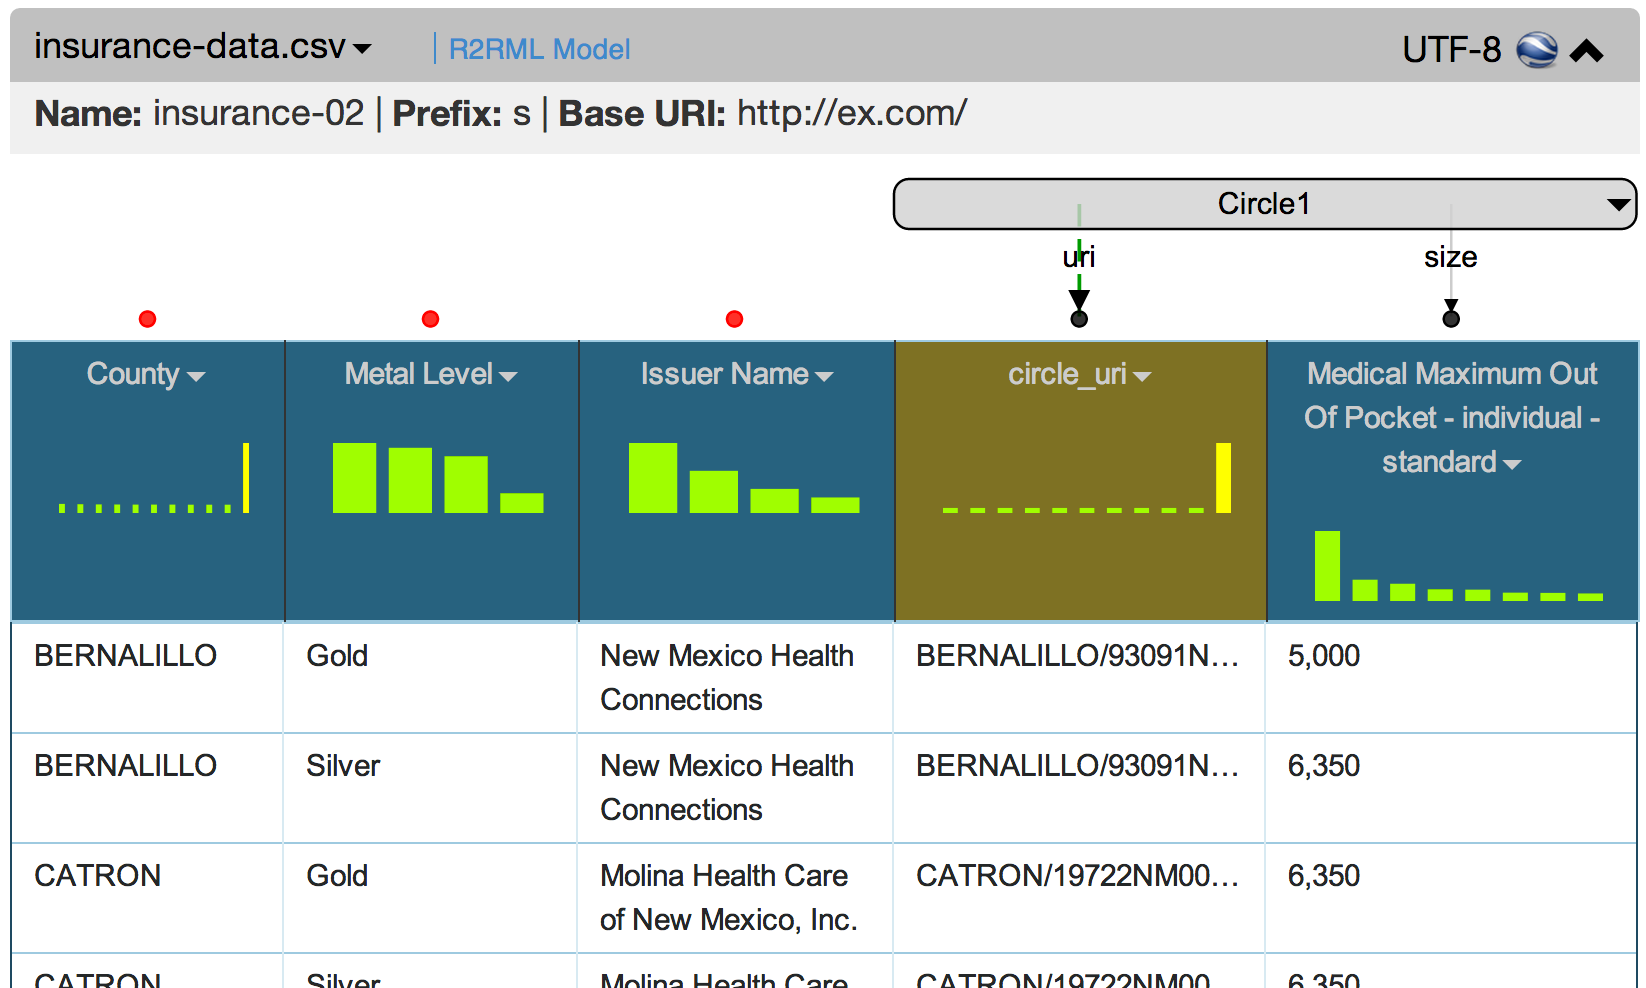 insurance-data.csv R2RML Model UTF-8
Name: insurance-02 | Prefix: s | Base URI: http://ex.com/
Circle1
uri size
County Metal Level Issuer Name circle_uri Medical Maximum Out
Of Pocket - individual -
standard
BERNALILLO Gold New Mexico Health BERNALILLO/93091N... 5,000
Connections
BERNALILLO Silver New Mexico Health BERNALILLO/93091N... 6,350
Connections
CATRON Gold Molina Health Care CATRON/19722NM00... 6,350
of New Mexico, Inc.
CATRON Silver Molina Health Care CATRON/19722NM00... 6,350